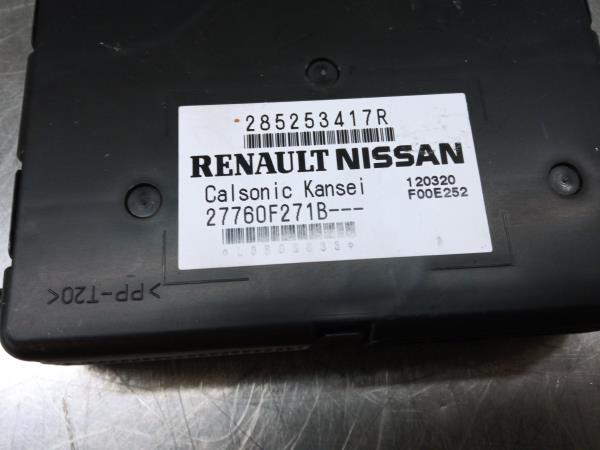 285253417R
RENAULT NISSAN
Calsonic Kansei 120320
27760F271B--- F00E252
>PP-T20<